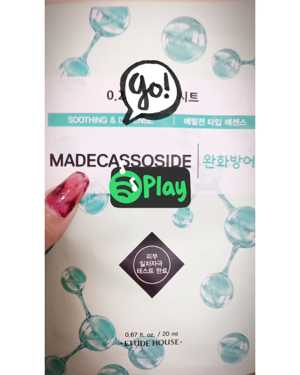 go!
0.2
시트
SOOTHING & DEFENSE
에멀전 타입 에센스
MADECASSOSIDE
완화방어
Play
피부
일차자극
테스트 완료
0.67 fl. oz. / 20 ml
·ETUDE HOUSE·